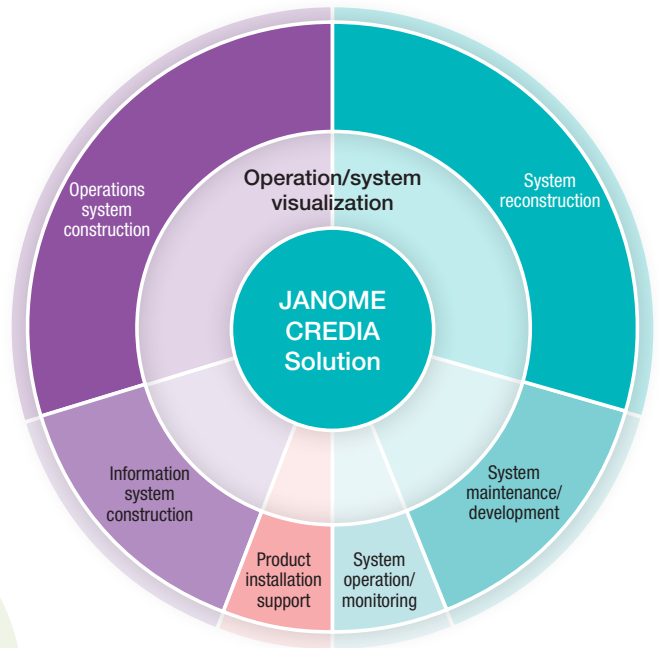 Operation/system
visualization
JANOME
CREDIA
Solution
Operations
system
construction
System
reconstruction
Information
system
construction
System
maintenance/
development
Product
installation
support
System
operation/
monitoring